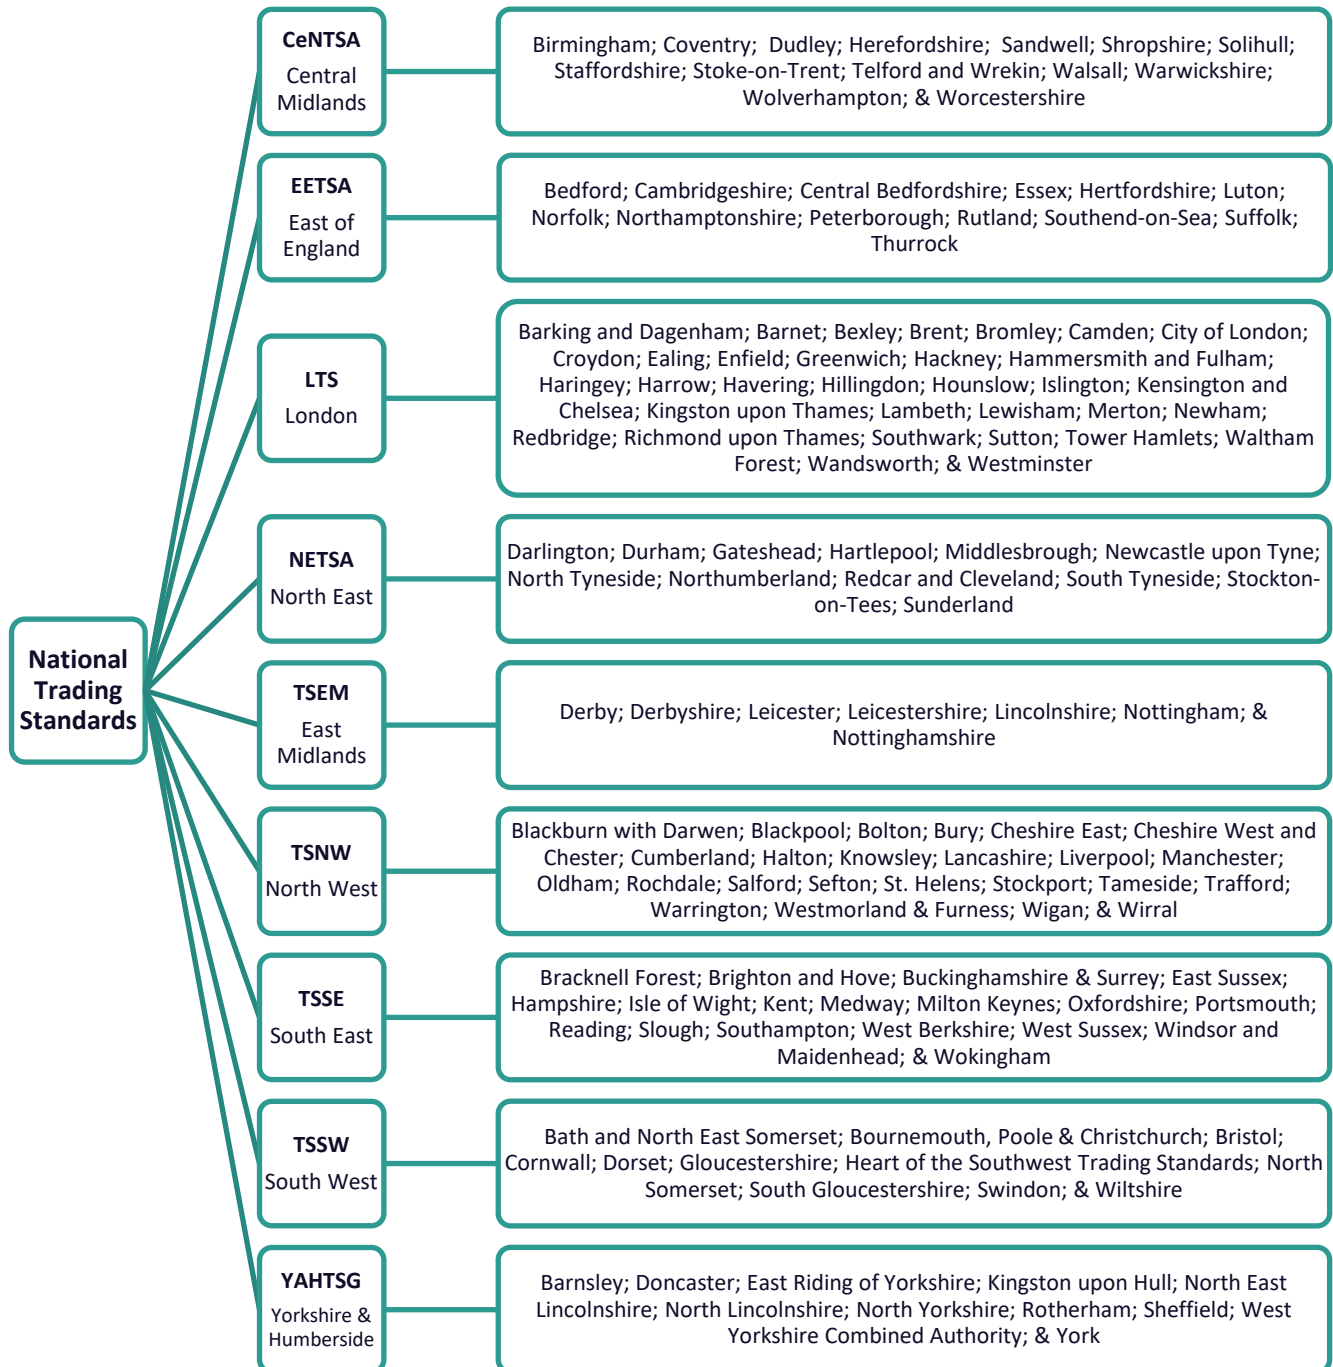 National
Trading
Standards
CeNTSA
Central
Midlands
Birmingham; Coventry;  Dudley; Herefordshire;  Sandwell; Shropshire; Solihull;
Staffordshire; Stoke-on-Trent; Telford and Wrekin; Walsall; Warwickshire;
Wolverhampton; & Worcestershire
EETSA
East of
England
Bedford; Cambridgeshire; Central Bedfordshire; Essex; Hertfordshire; Luton;
Norfolk; Northamptonshire; Peterborough; Rutland; Southend-on-Sea; Suffolk;
Thurrock
LTS
London
Barking and Dagenham; Barnet; Bexley; Brent; Bromley; Camden; City of London;
Croydon; Ealing; Enfield; Greenwich; Hackney; Hammersmith and Fulham;
Haringey; Harrow; Havering; Hillingdon; Hounslow; Islington; Kensington and
Chelsea; Kingston upon Thames; Lambeth; Lewisham; Merton; Newham;
Redbridge; Richmond upon Thames; Southwark; Sutton; Tower Hamlets; Waltham
Forest; Wandsworth; & Westminster
NETSA
North East
Darlington; Durham; Gateshead; Hartlepool; Middlesbrough; Newcastle upon Tyne;
North Tyneside; Northumberland; Redcar and Cleveland; South Tyneside; Stockton-
on-Tees; Sunderland
TSEM
East
Midlands
Derby; Derbyshire; Leicester; Leicestershire; Lincolnshire; Nottingham; &
Nottinghamshire
TSNW
North West
Blackburn with Darwen; Blackpool; Bolton; Bury; Cheshire East; Cheshire West and
Chester; Cumberland; Halton; Knowsley; Lancashire; Liverpool; Manchester;
Oldham; Rochdale; Salford; Sefton; St. Helens; Stockport; Tameside; Trafford;
Warrington; Westmorland & Furness; Wigan; & Wirral
TSSE
South East
Bracknell Forest; Brighton and Hove; Buckinghamshire & Surrey; East Sussex;
Hampshire; Isle of Wight; Kent; Medway; Milton Keynes; Oxfordshire; Portsmouth;
Reading; Slough; Southampton; West Berkshire; West Sussex; Windsor and
Maidenhead; & Wokingham
TSSW
South West
Bath and North East Somerset; Bournemouth, Poole & Christchurch; Bristol;
Cornwall; Dorset; Gloucestershire; Heart of the Southwest Trading Standards; North
Somerset; South Gloucestershire; Swindon; & Wiltshire
YAHTSG
Yorkshire &
Humberside
Barnsley; Doncaster; East Riding of Yorkshire; Kingston upon Hull; North East
Lincolnshire; North Lincolnshire; North Yorkshire; Rotherham; Sheffield; West
Yorkshire Combined Authority; & York